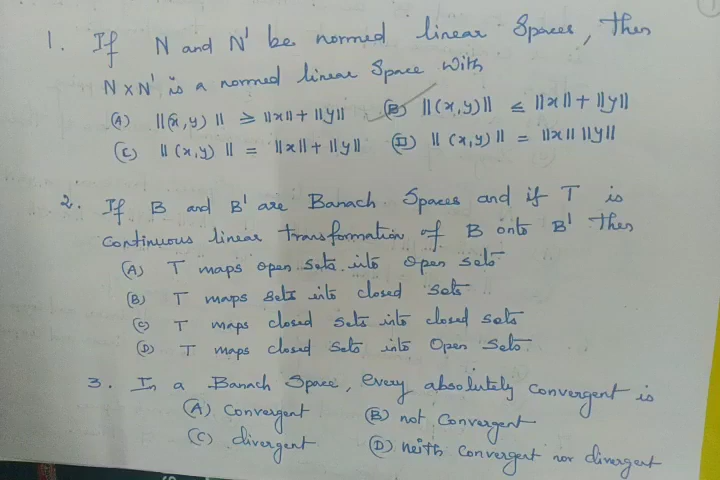 1. If N and N' be normed linear Spaces, then
N x N' is a normed linear Space with
(A) ||(x,y)|| ≥ ||x|| + ||y|| (B) ||(x,y)|| ≤ ||x|| + ||y||
(C) ||(x,y)|| = ||x|| + ||y|| (D) ||(x,y)|| = ||x|| ||y||
2. If B and B' are Banach Spaces and if T is
continuous linear transformation of B onto B' then
(A) T maps open sets into open sets
(B) T maps sets into closed sets
(C) T maps closed sets into closed sets
(D) T maps closed sets into Open Sets.
3. In a Banach Space, every absolutely convergent is
(A) convergent (B) not convergent
(C) divergent (D) neith convergent nor divergent